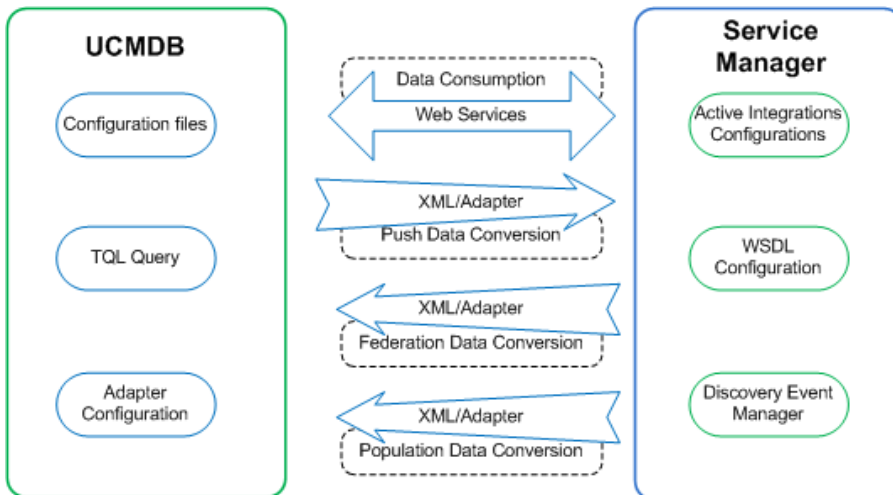 UCMDB
Configuration files
TQL Query
Adapter
Configuration
Data Consumption
Web Services
XML/Adapter
Push Data Conversion
XML/Adapter
Federation Data Conversion
XML/Adapter
Population Data Conversion
Service
Manager
Active Integrations
Configurations
WSDL
Configuration
Discovery Event
Manager